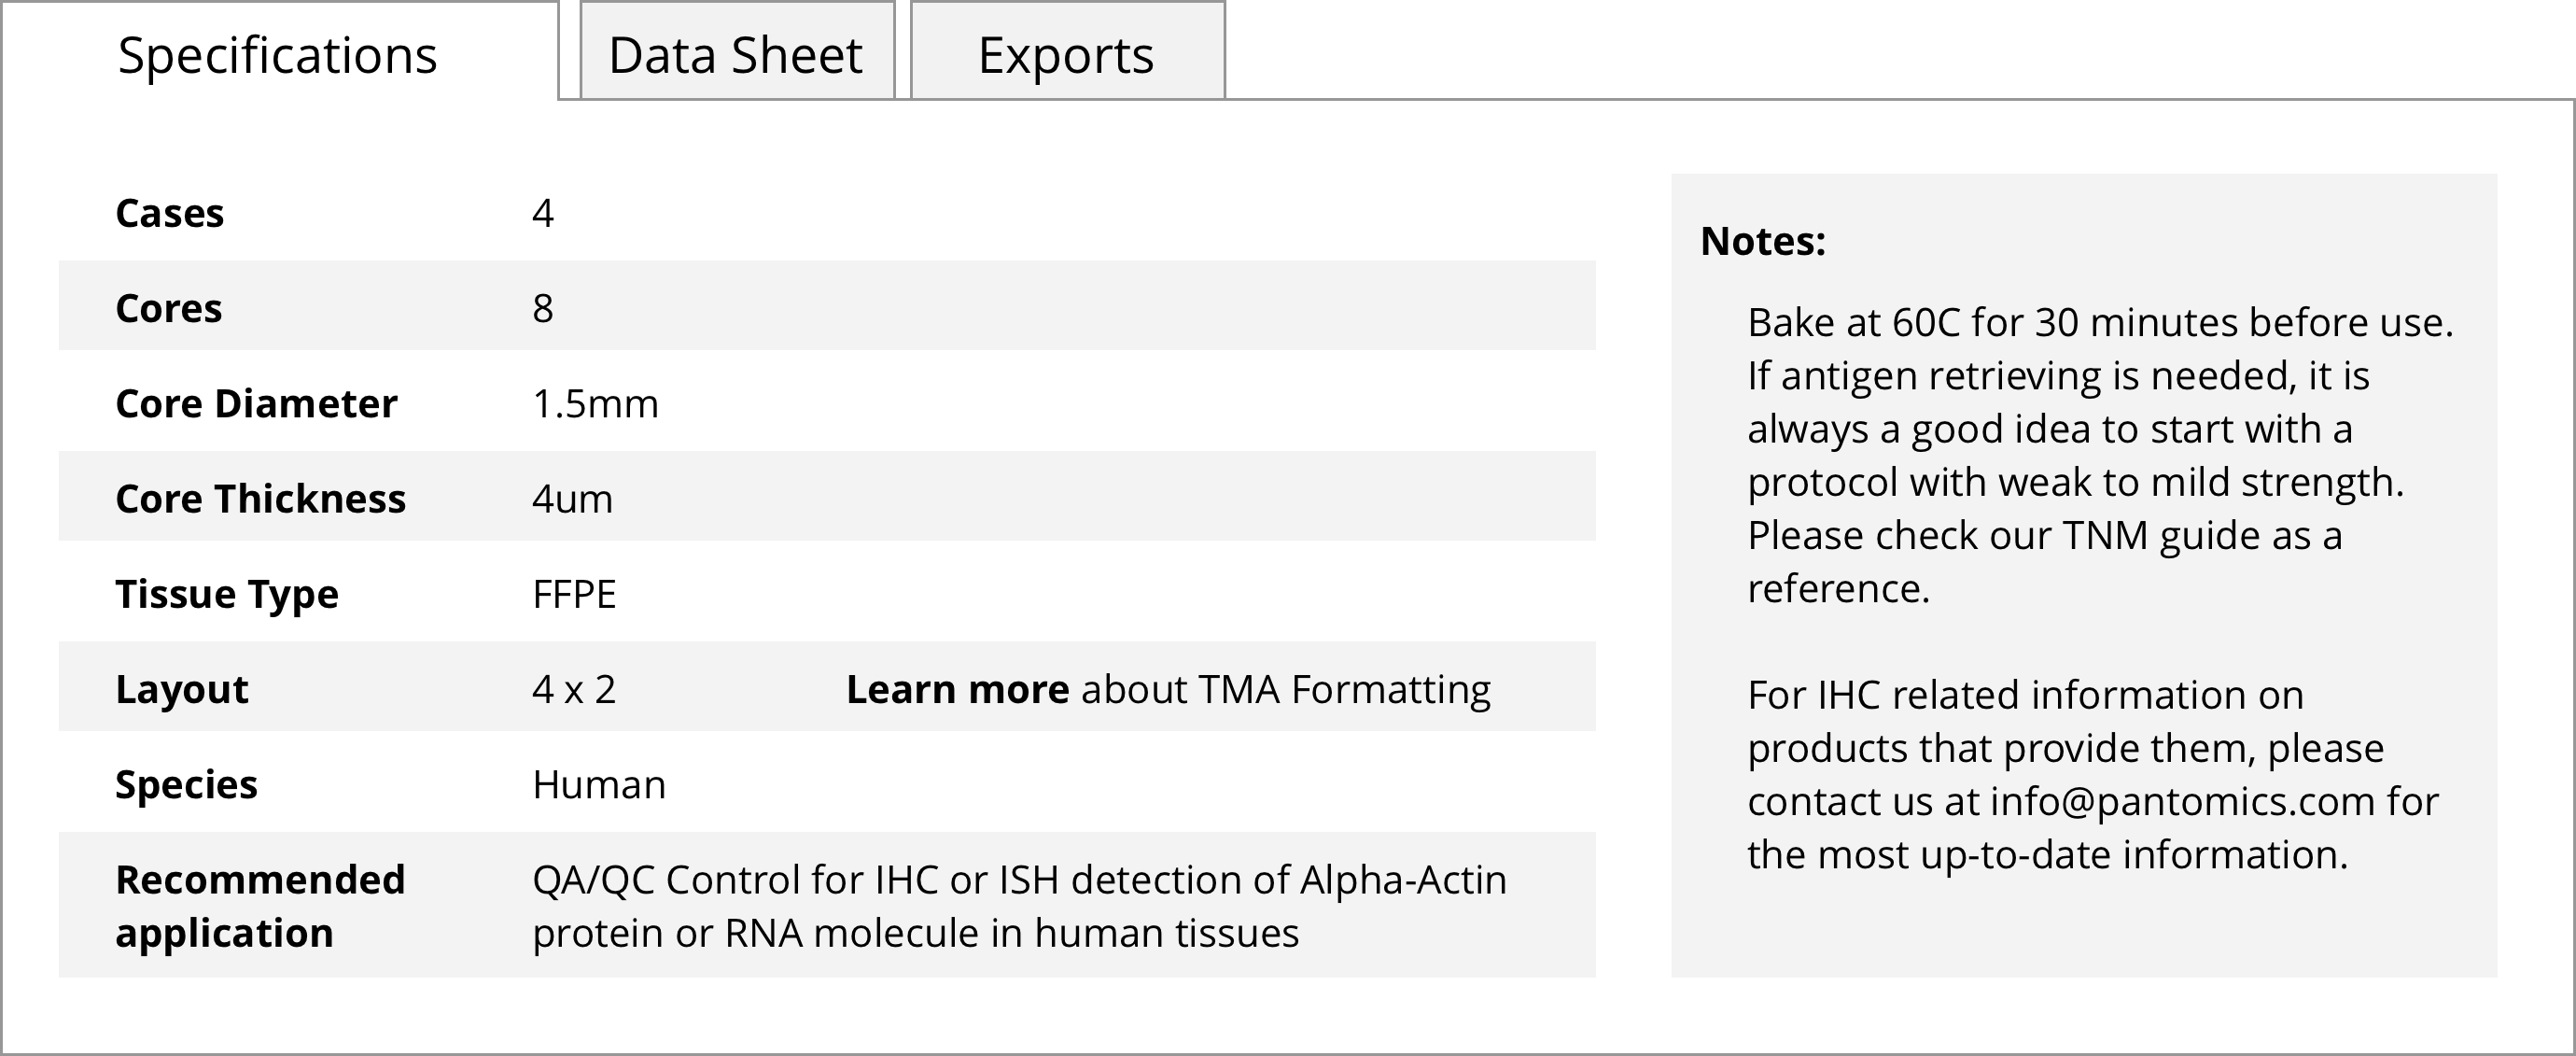 Specifications
Data Sheet
Exports
Cases 4
Cores 8
Core Diameter 1.5mm
Core Thickness 4um
Tissue Type FFPE
Layout 4 x 2 Learn more about TMA Formatting
Species Human
Recommended
application
QA/QC Control for IHC or ISH detection of Alpha-Actin
protein or RNA molecule in human tissues
Notes:
Bake at 60C for 30 minutes before use.
If antigen retrieving is needed, it is
always a good idea to start with a
protocol with weak to mild strength.
Please check our TNM guide as a
reference.
For IHC related information on
products that provide them, please
contact us at info@pantomics.com for
the most up-to-date information.